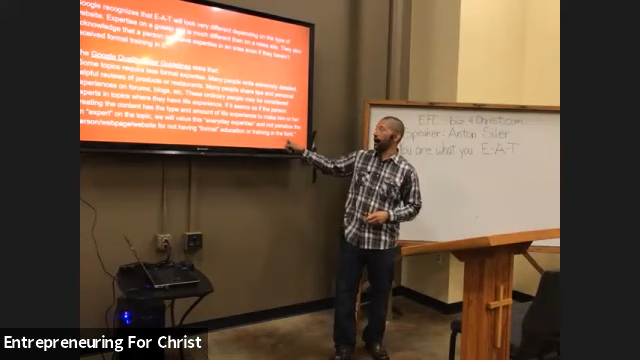 Google recognizes that E-A-T will look very different depending on the type of
website. Expertise on a gossip is much different than on a news site. They also
acknowledge that a person can have expertise in an area even if they haven't
received formal training in
The Google Quality Rater Guidelines state that:
Some topics require less formal expertise. Many people write extremely detailed,
helpful reviews of products or restaurants. Many people share tips and personal
experiences on forums, blogs, etc. These ordinary people may be considered
experts in topics where they have life experience. If it seems as if the person
creating the content has the type and amount of life experience to make him or her
an "expert" on the topic, we will value this "everyday expertise" and not penalize the
person/webpage/website for not having "formal" education or training in the field."
EFC - biz4Christ.com
Speaker: Anton
You are what you E-A-T
Entrepreneuring For Christ